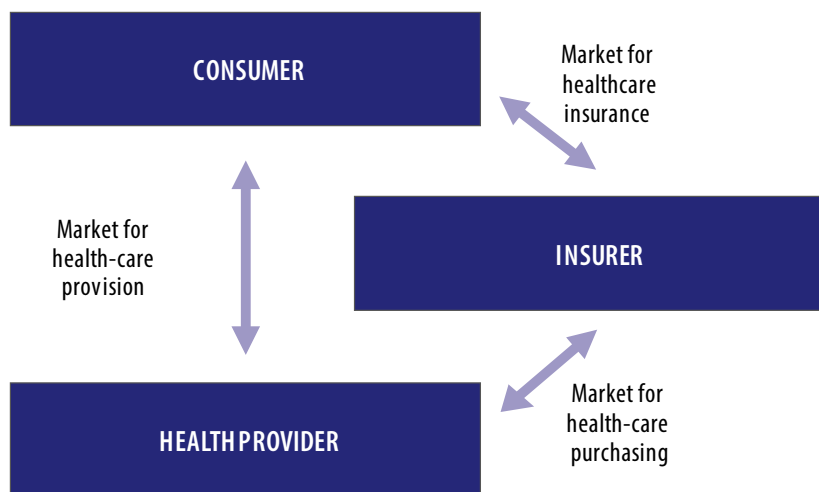 CONSUMER
Market for
healthcare
insurance
Market for
health-care
provision
INSURER
HEALTH PROVIDER
Market for
health-care
purchasing